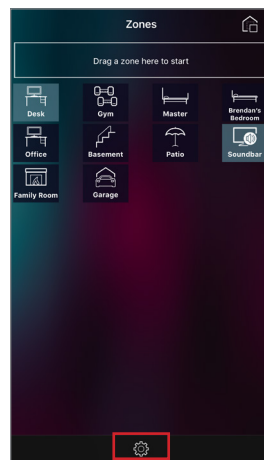 Zones
Drag a zone here to start
Desk
Gym
Master
Brendan's
Bedroom
Office
Basement
Patio
Soundbar
Family Room
Garage